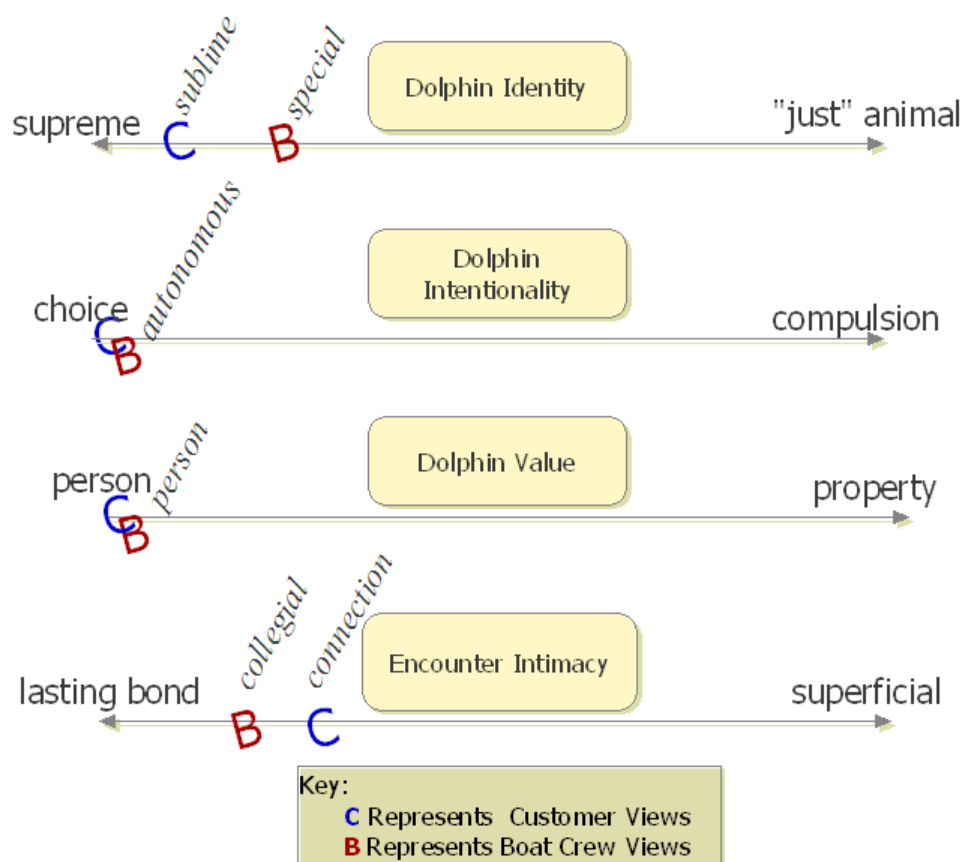 sublime
special
Dolphin Identity
supreme
"just" animal
C
B
autonomous
Dolphin
Intentionality
choice
compulsion
C
B
person
Dolphin Value
person
property
C
B
collegial
connection
Encounter Intimacy
lasting bond
superficial
B
C
Key:
C Represents Customer Views
B Represents Boat Crew Views